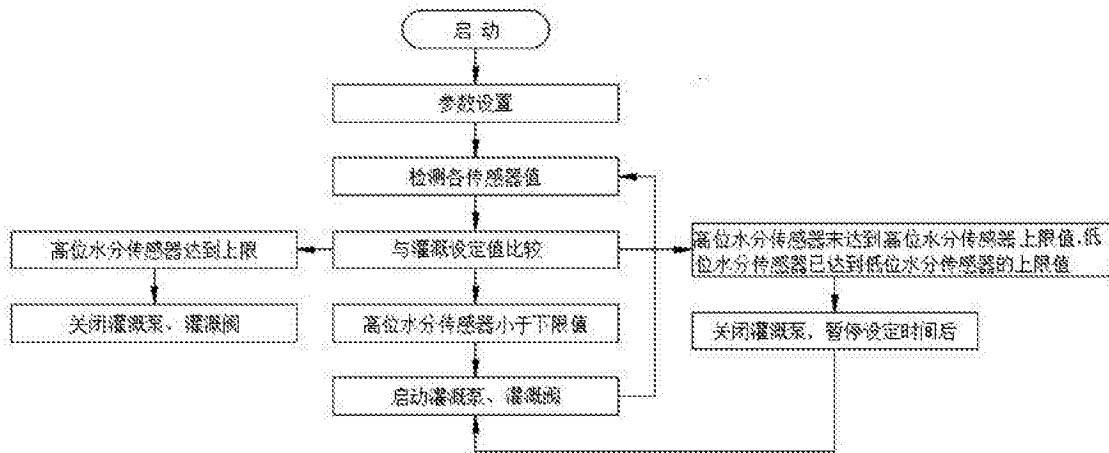 启 动
参数设置
检测各传感器值
高位水分传感器达到上限
与灌溉设定值比较
高位水分传感器未达到高位水分传感器上限值，低
位水分传感器已达到低位水分传感器的上限值
关闭灌溉泵、灌溉阀
高位水分传感器小于下限值
关闭灌溉泵，暂停设定时间后
启动灌溉泵、灌溉阀